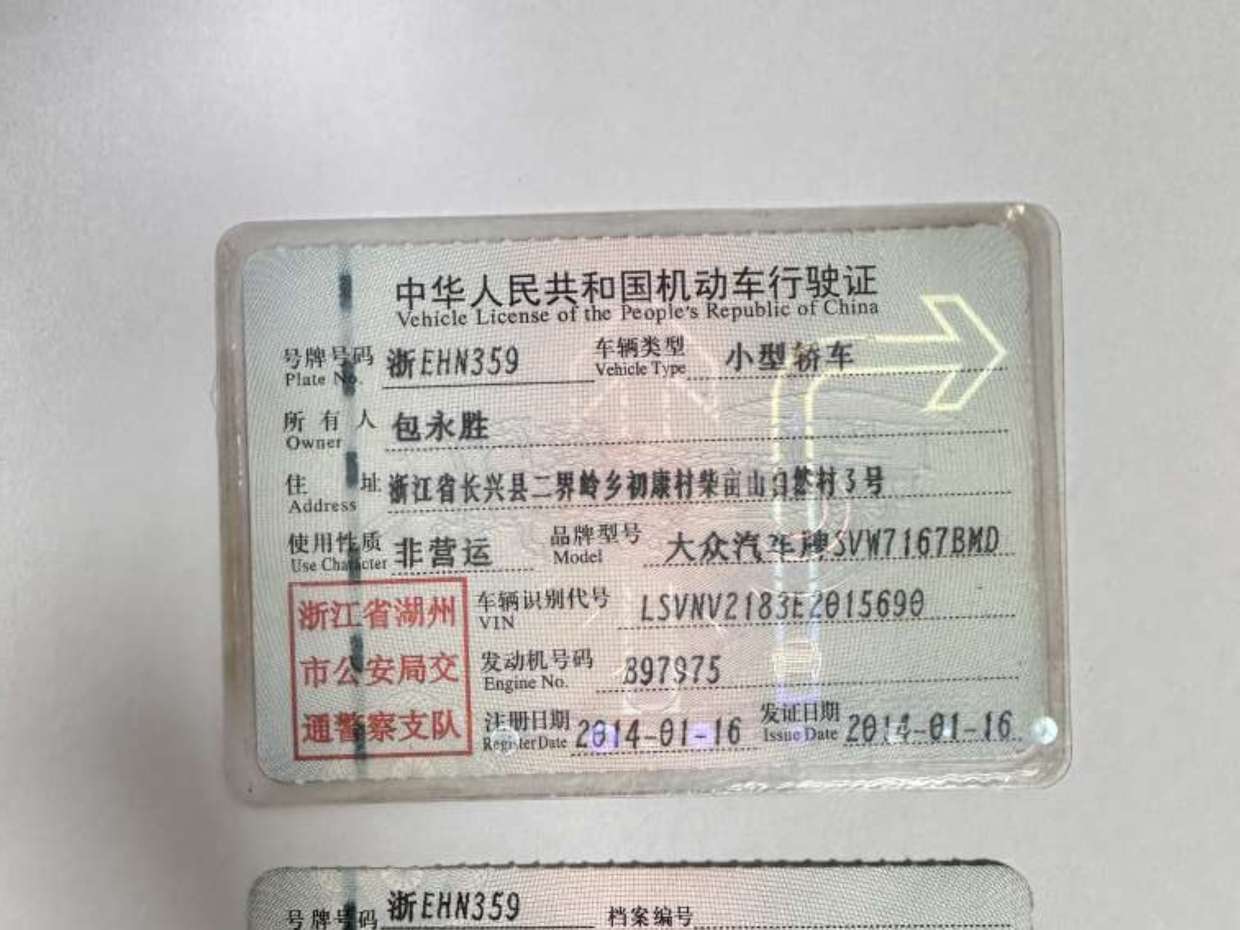 中华人民共和国机动车行驶证
Vehicle License of the People's Republic of China
号牌号码 浙EHN359 车辆类型 小型轿车
Plate No. Vehicle Type
所有人 包永胜
Owner
住址 浙江省长兴县二界岭乡初康村柴亩山自然村3号
Address
使用性质 非营运 品牌型号 大众汽车牌SVW7167BMD
Use Character Model
浙江省湖州
市公安局交
通警察支队
车辆识别代号 LSVNV2183E2015690
VIN
发动机号码 897975
Engine No.
注册日期 2014-01-16 发证日期 2014-01-16
Register Date Issue Date
号牌号码 浙EHN359 档案编号